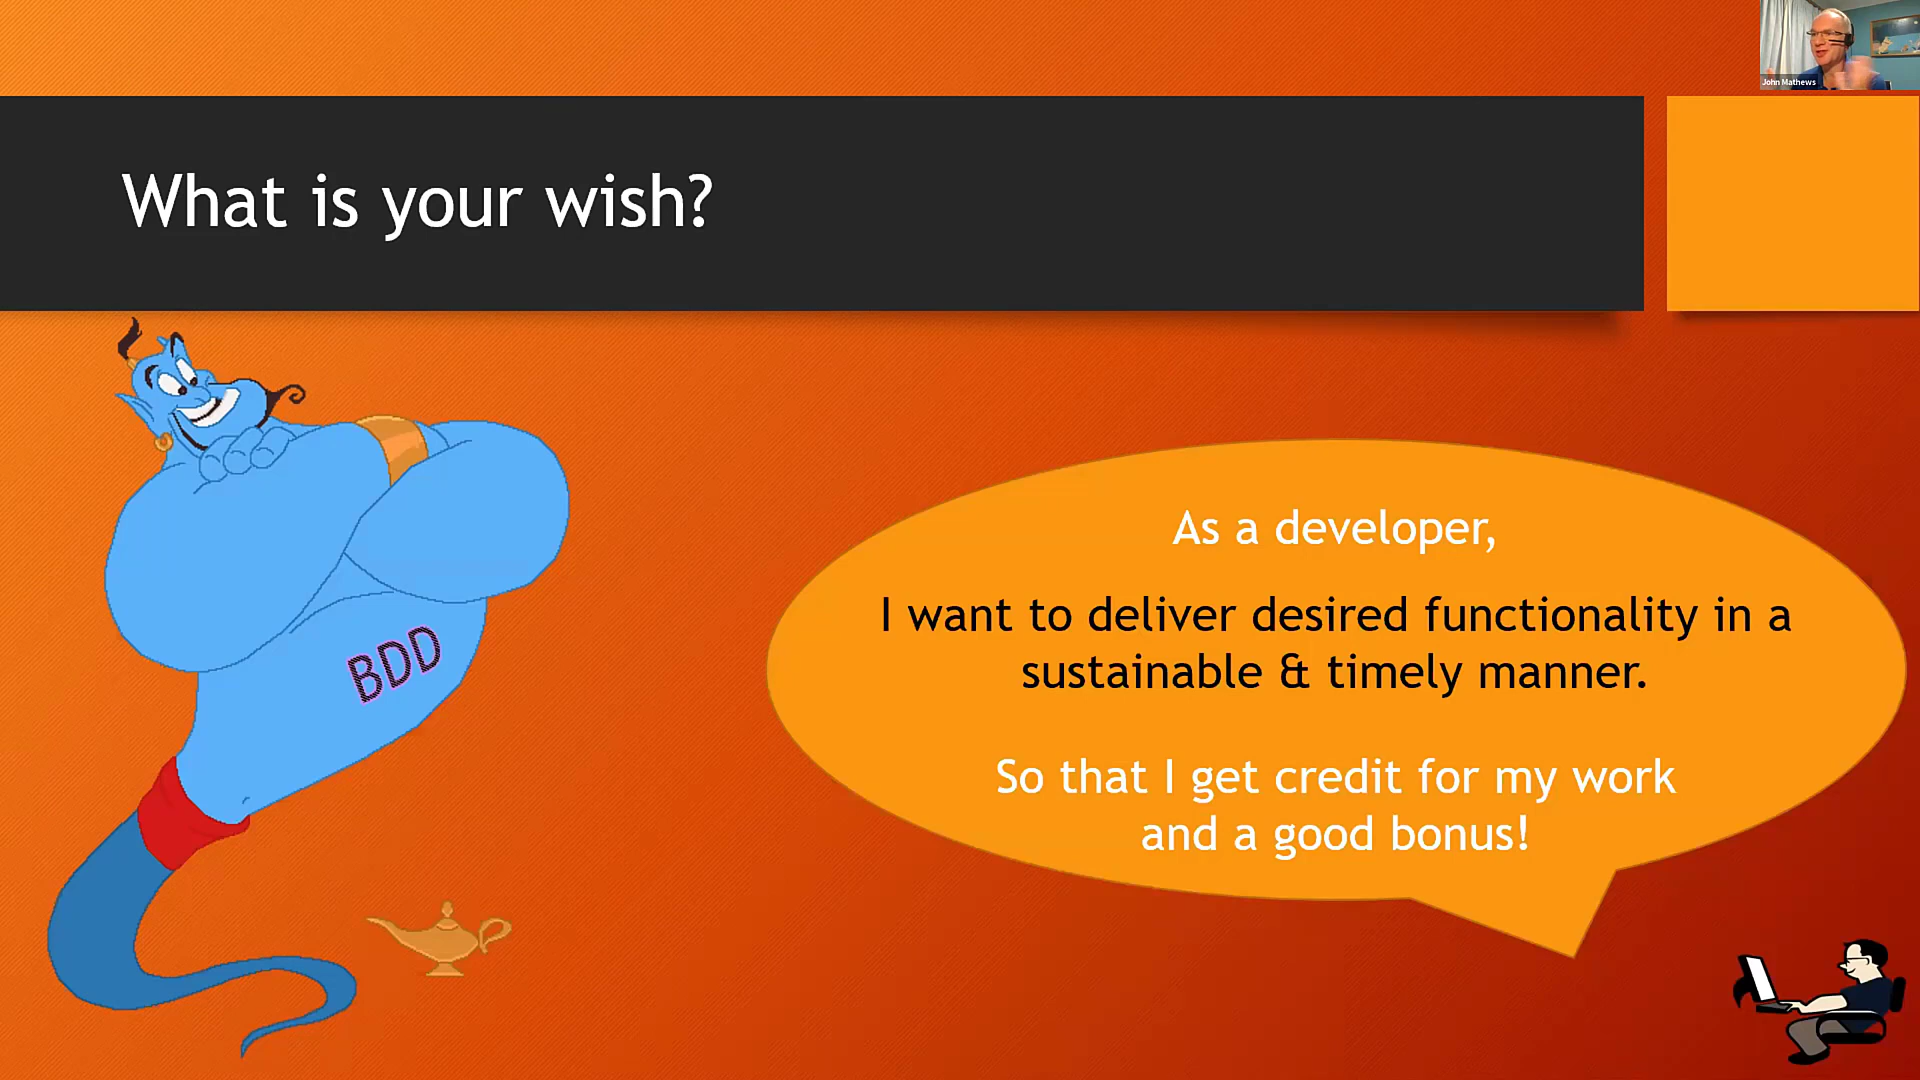 John Mathews
What is your wish?
BDD
As a developer,
I want to deliver desired functionality in a
sustainable & timely manner.
So that I get credit for my work
and a good bonus!